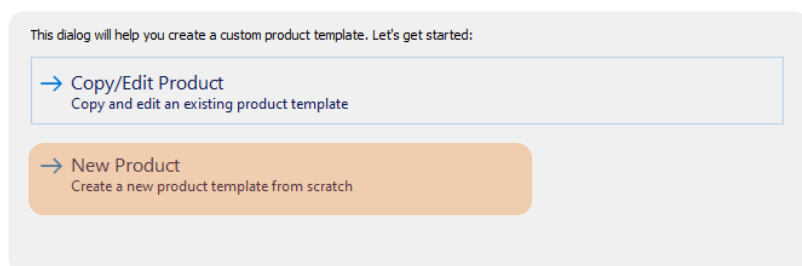 This dialog will help you create a custom product template. Let's get started:
Copy/Edit Product
Copy and edit an existing product template
New Product
Create a new product template from scratch